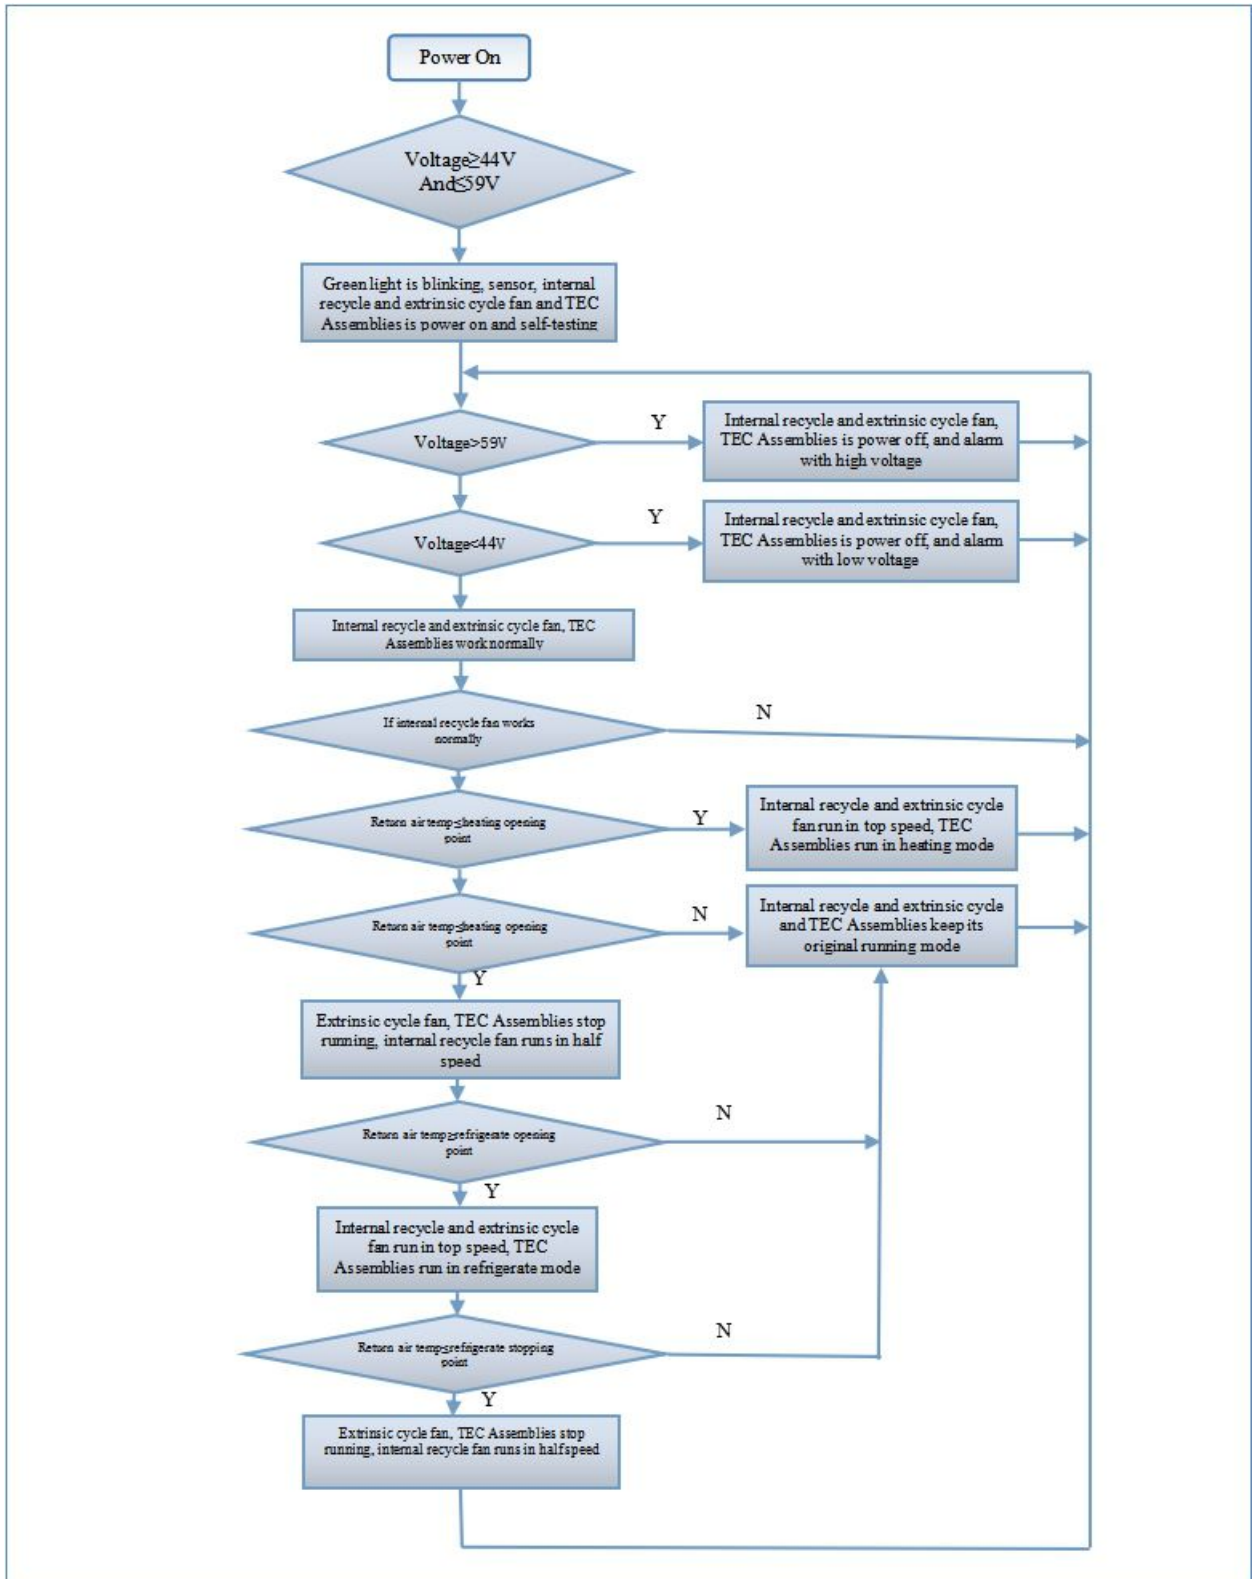 Power On
Voltage≥44V
And≤59V
Green light is blinking, sensor, internal
recycle and extrinsic cycle fan and TEC
Assemblies is power on and self-testing
Voltage>59V
Y
Internal recycle and extrinsic cycle fan,
TEC Assemblies is power off, and alarm
with high voltage
Voltage<44V
Y
Internal recycle and extrinsic cycle fan,
TEC Assemblies is power off, and alarm
with low voltage
Internal recycle and extrinsic cycle fan, TEC
Assemblies work normally
If internal recycle fan works
normally
N
Return air temp≤heating opening
point
Y
Internal recycle and extrinsic cycle
fan run in top speed, TEC
Assemblies run in heating mode
Return air temp≤heating opening
point
N
Internal recycle and extrinsic cycle
and TEC Assemblies keep its
original running mode
Y
Extrinsic cycle fan, TEC Assemblies stop
running, internal recycle fan runs in half
speed
Return air temp≥refrigerate opening
point
N
Y
Internal recycle and extrinsic cycle
fan run in top speed, TEC
Assemblies run in refrigerate mode
Return air temp≤refrigerate stopping
point
N
Y
Extrinsic cycle fan, TEC Assemblies stop
running, internal recycle fan runs in half speed